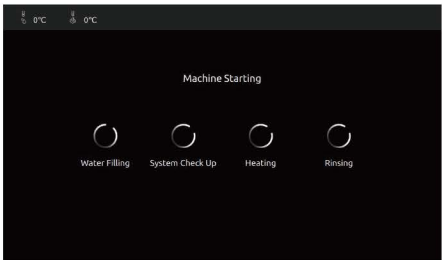 0℃ 0℃
Machine Starting
Water Filling System Check Up Heating Rinsing